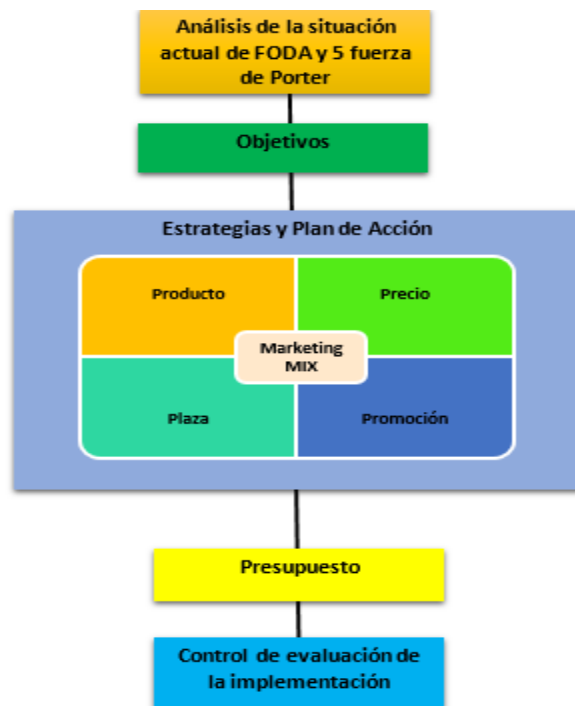 Análisis de la situación
actual de FODA y 5 fuerza
de Porter
Objetivos
Estrategias y Plan de Acción
Producto
Precio
Marketing
MIX
Plaza
Promoción
Presupuesto
Control de evaluación de
la implementación